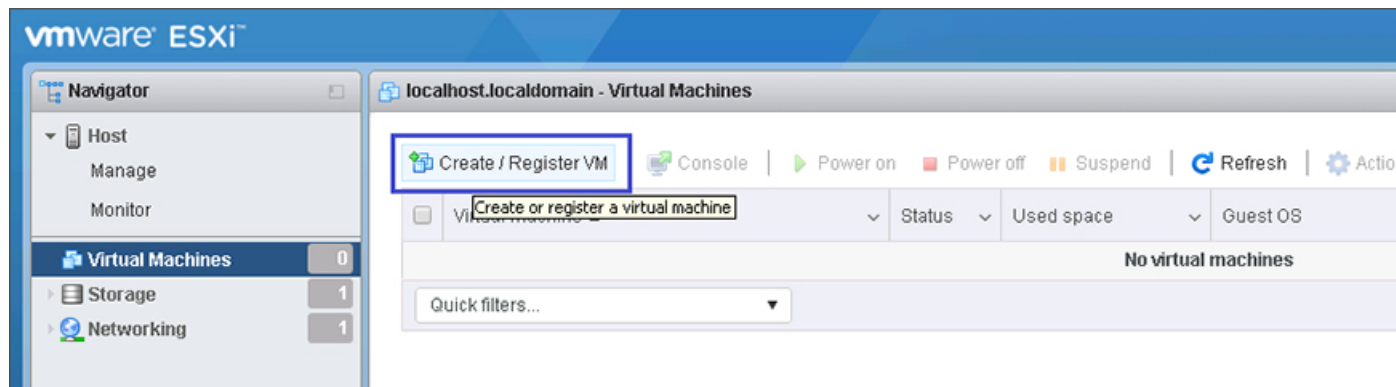 vmware ESXi™
Navigator
localhost.localdomain - Virtual Machines
Host
Manage
Monitor
Virtual Machines 0
Storage 1
Networking 1
Create / Register VM Console Power on Power off Suspend Refresh Actio
Create or register a virtual machine
Status Used space Guest OS
No virtual machines
Quick filters...